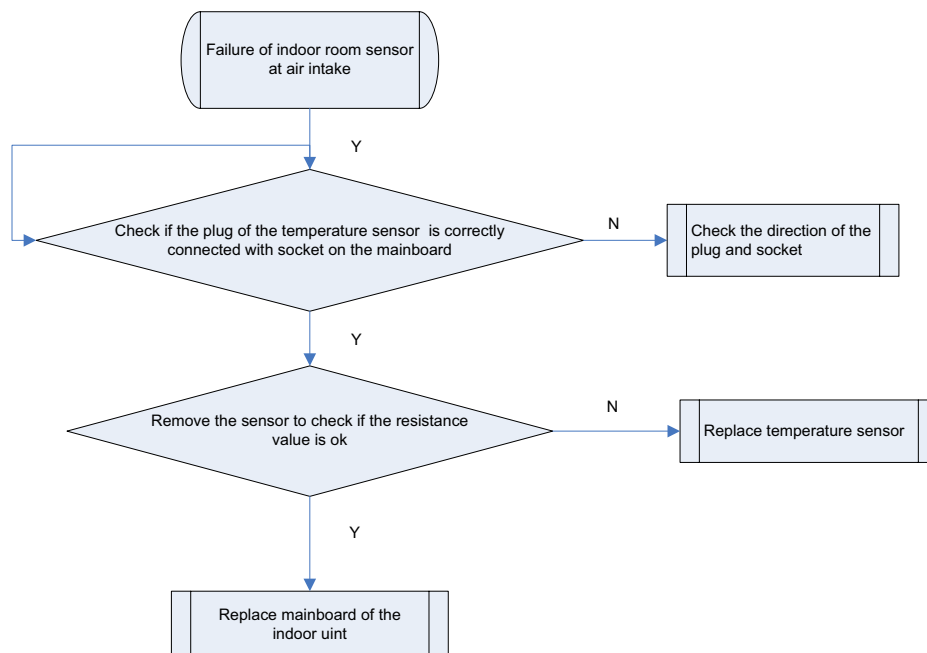 Failure of indoor room sensor
at air intake
Y
Check if the plug of the temperature sensor is correctly
connected with socket on the mainboard
N
Check the direction of the
plug and socket
Y
Remove the sensor to check if the resistance
value is ok
N
Replace temperature sensor
Y
Replace mainboard of the
indoor uint